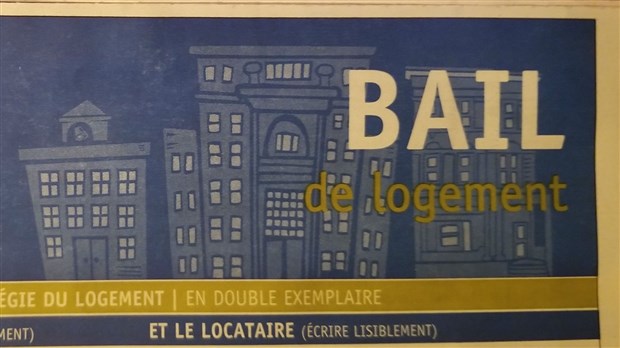 BAIL
de logement
ÉGIE DU LOGEMENT | EN DOUBLE EXEMPLAIRE
MENT) ET LE LOCATAIRE (ÉCRIRE LISIBLEMENT)